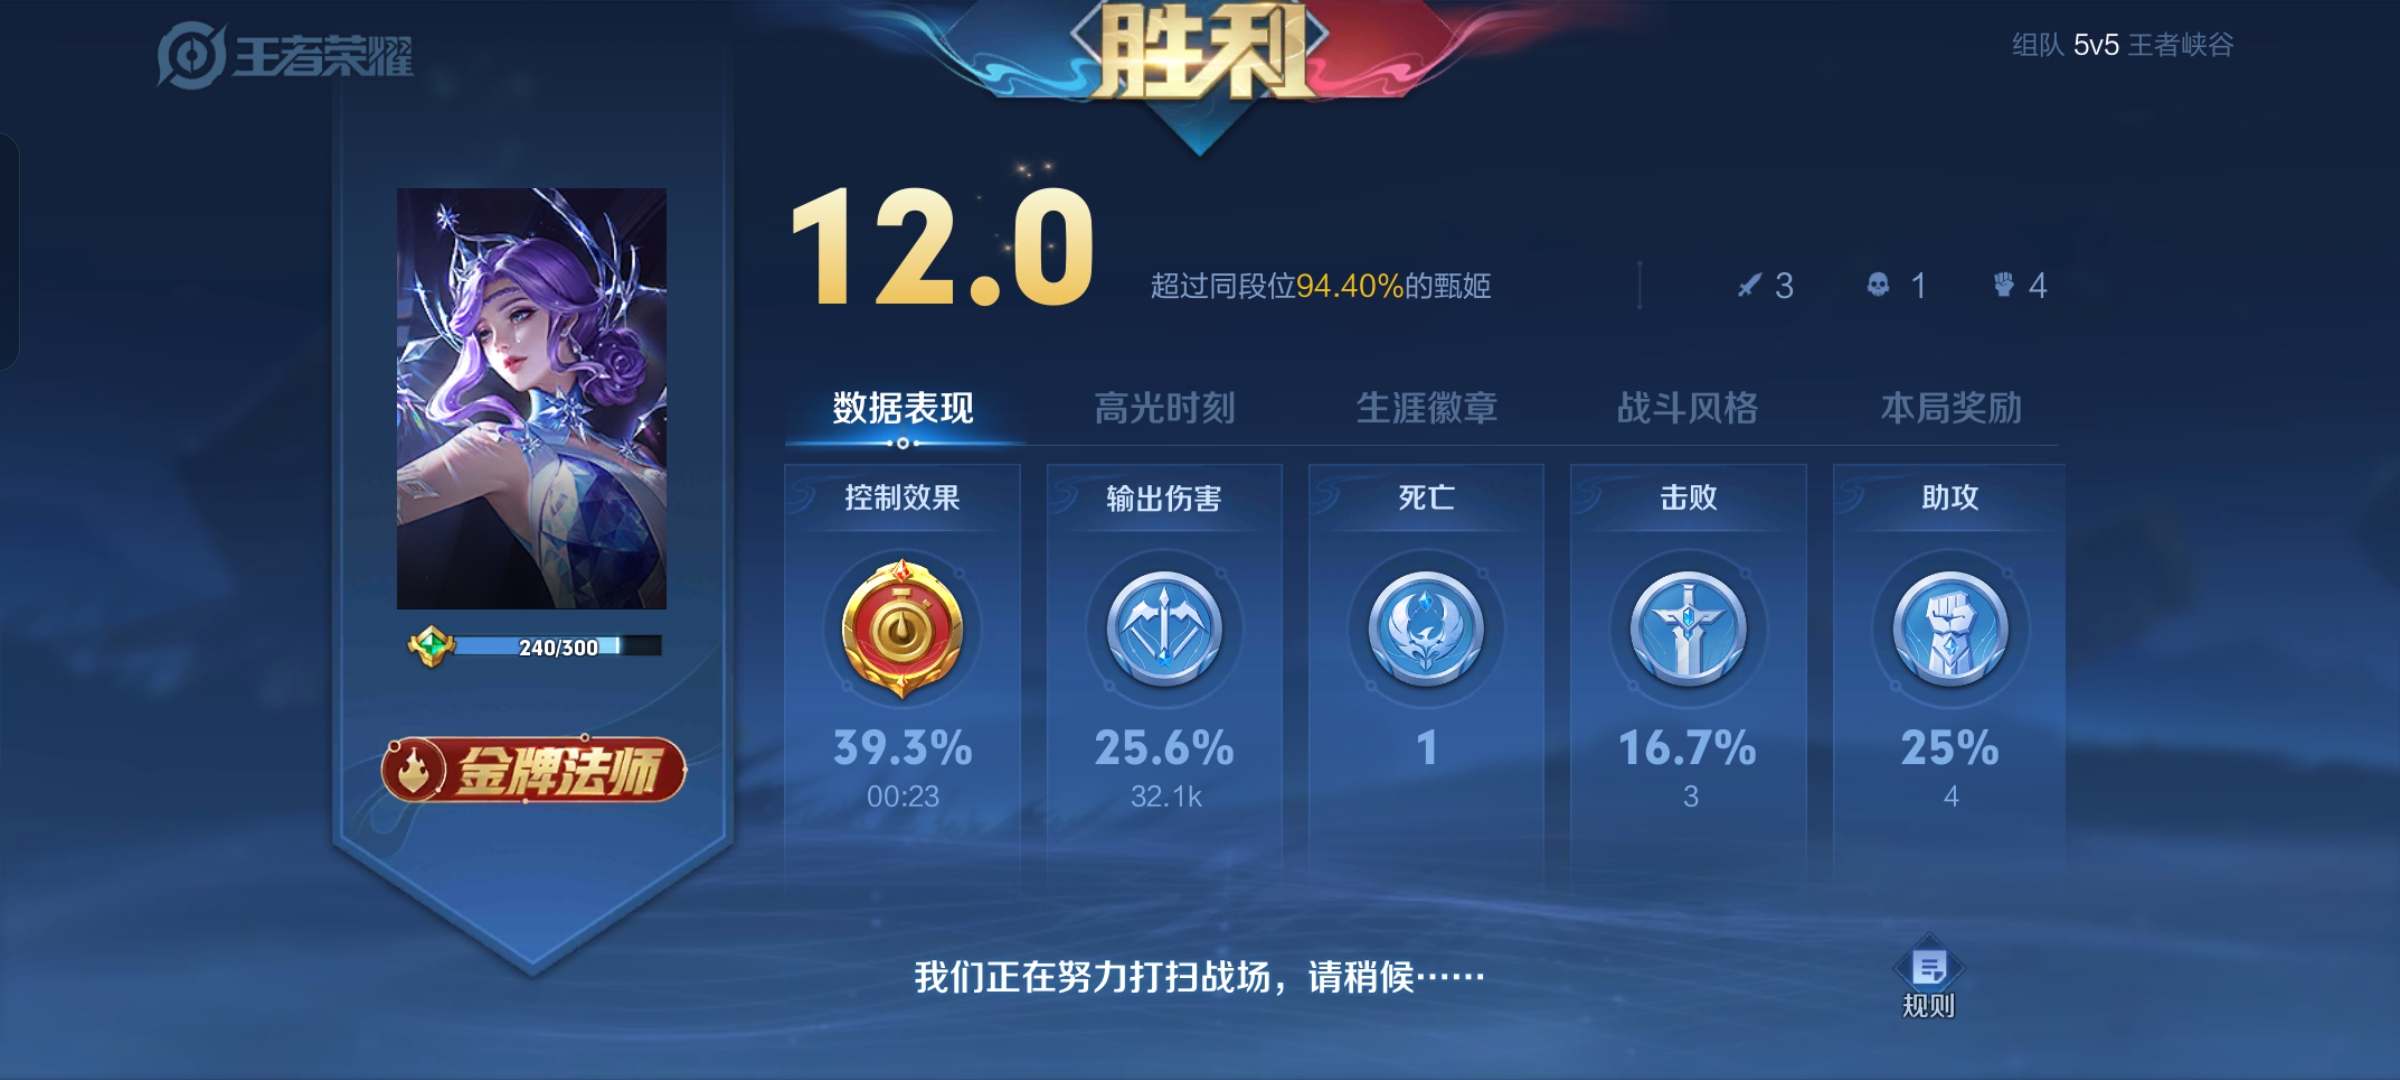 王者荣耀
胜利
组队 5v5 王者峡谷
12.0
超过同段位94.40%的甄姬
3 1 4
数据表现 高光时刻 生涯徽章 战斗风格 本局奖励
控制效果 输出伤害 死亡 击败 助攻
240/300
金牌法师
39.3% 25.6% 1 16.7% 25%
00:23 32.1k 3 4
我们正在努力打扫战场，请稍候……
规则